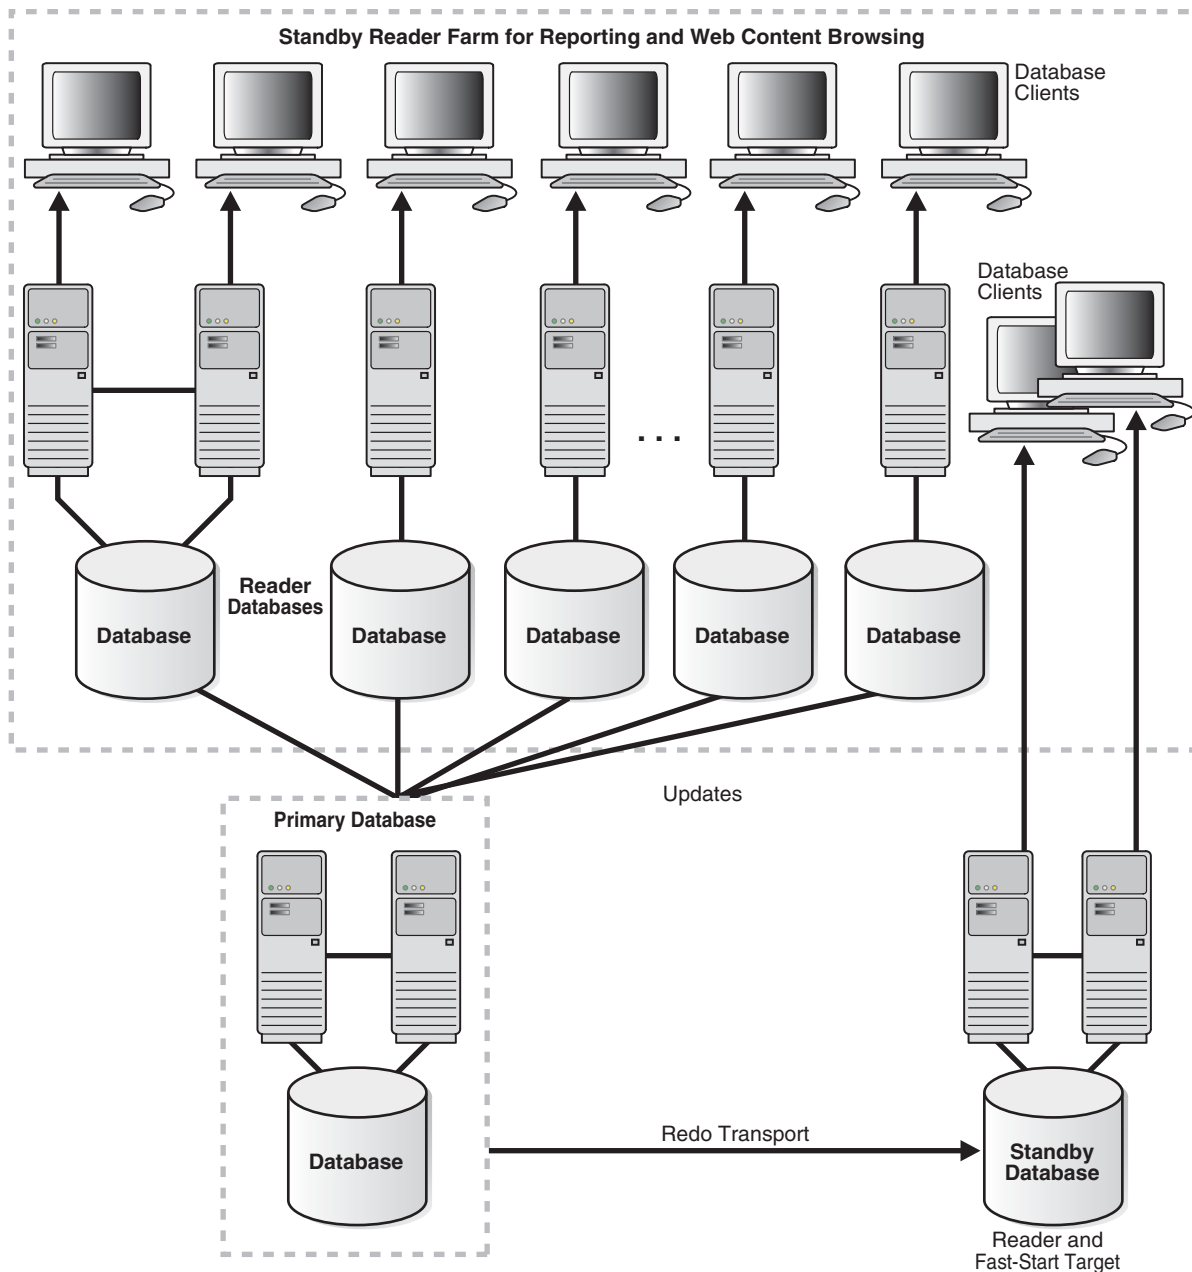 Standby Reader Farm for Reporting and Web Content Browsing
Database
Clients
Database
Clients
. . .
Reader
Databases
Database
Database
Database
Database
Database
Updates
Primary Database
Database
Redo Transport
Standby
Database
Reader and
Fast-Start Target